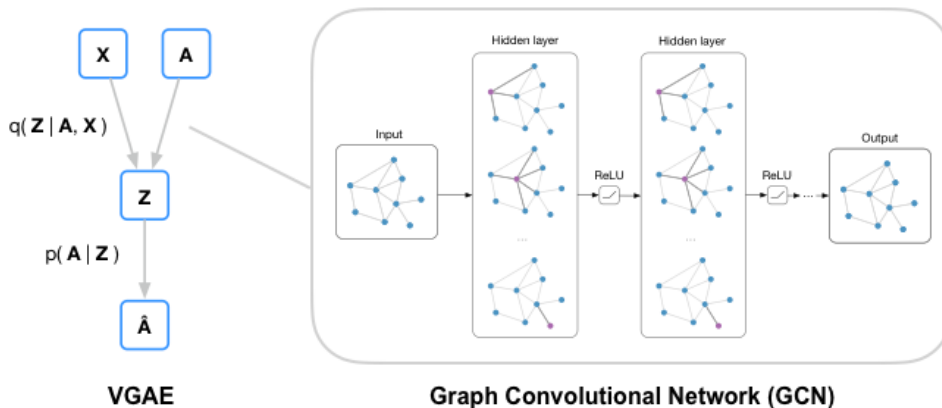 X
A
q( Z | A, X )
Z
p( A | Z )
Â
VGAE
Input
Hidden layer
...
ReLU
Hidden layer
...
ReLU
...
Output
Graph Convolutional Network (GCN)